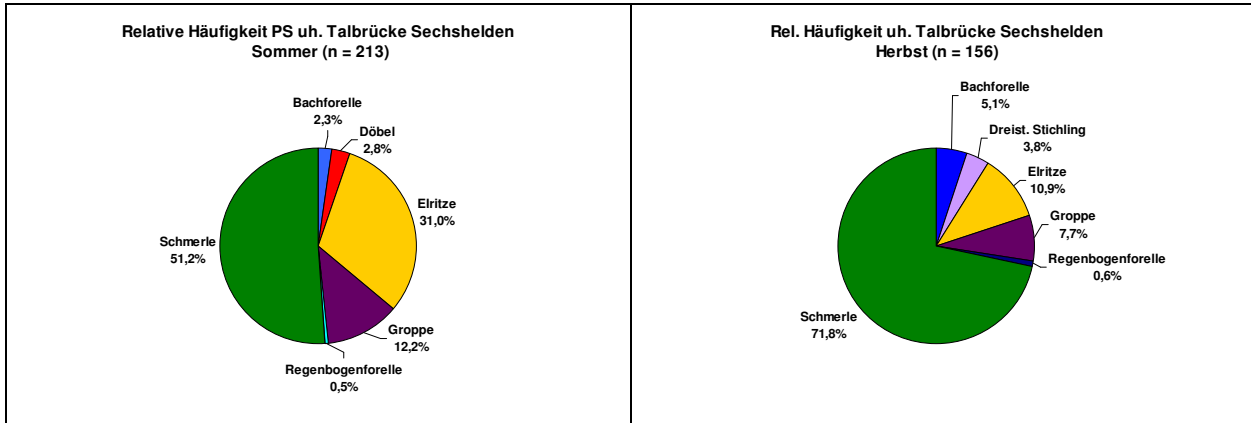 Relative Häufigkeit PS uh. Talbrücke Sechshelden
Sommer (n = 213)
Bachforelle
2,3%
Döbel
2,8%
Elritze
31,0%
Schmerle
51,2%
Groppe
12,2%
Regenbogenforelle
0,5%
Rel. Häufigkeit uh. Talbrücke Sechshelden
Herbst (n = 156)
Bachforelle
5,1%
Dreist. Stichling
3,8%
Elritze
10,9%
Groppe
7,7%
Regenbogenforelle
0,6%
Schmerle
71,8%